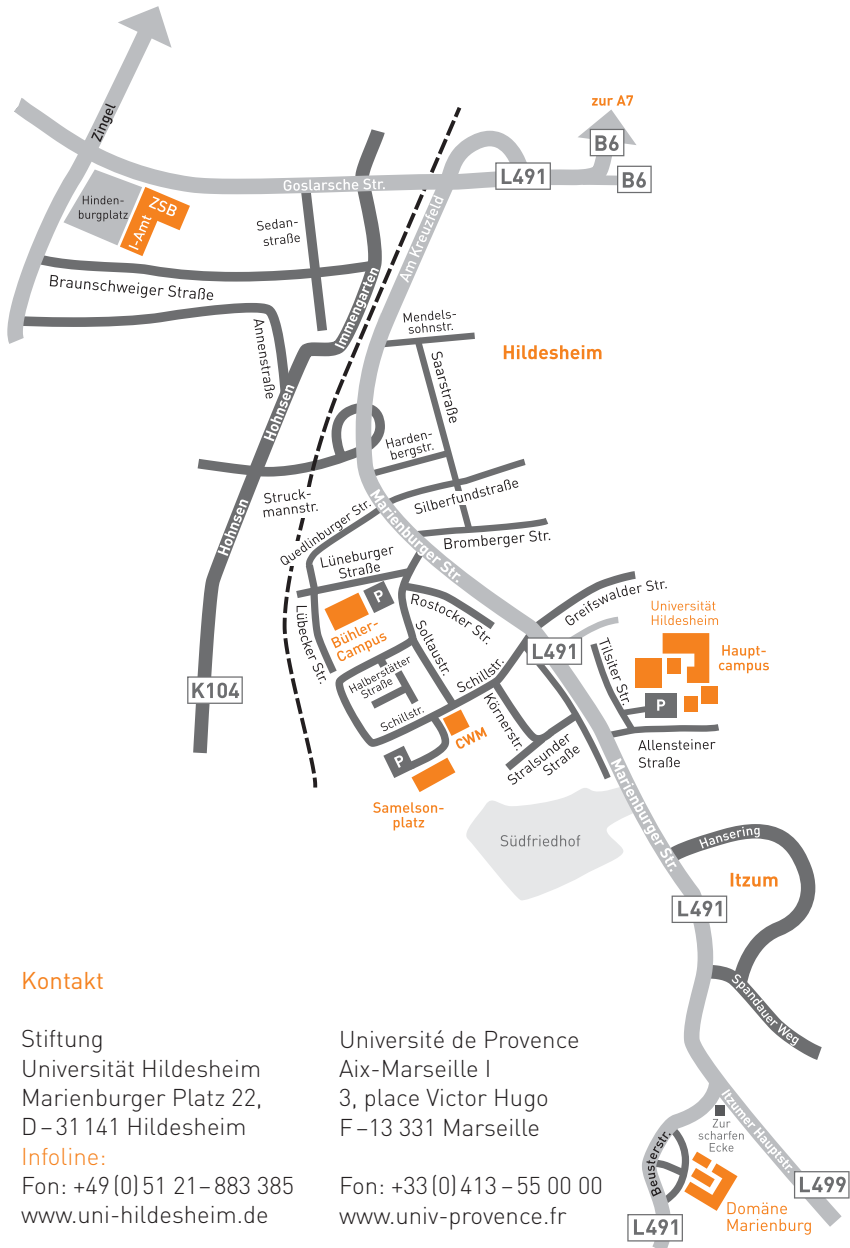 zur A7
Zingel
B6
L491
B6
Goslarsche Str.
Hinden-
burgplatz
ZSB
I-Amt
Sedan-
straße
Am Kreuzfeld
Braunschweiger Straße
Immengarten
Annenstraße
Mendels-
sohnstr.
Hildesheim
Saarstraße
Hohnsen
Harden-
bergstr.
Struck-
mannstr.
Marienburger Str.
Silberfundstraße
Quedlinburger Str.
Hohnsen
Bromberger Str.
Lüneburger
Straße
P
Rostocker Str.
Greifswalder Str.
Universität
Hildesheim
Lübecker Str.
Bühler-
Campus
Soltaustr.
L491
Tilsiter Str.
Haupt-
campus
Halberstätter
Straße
Schillstr.
K104
Körnerstr.
P
Schillstr.
CWM
Stralsunder
Straße
Allensteiner
Straße
P
Samelson-
platz
Marienburger Str.
Südfriedhof
Hansering
Itzum
L491
Spandauer Weg
Kontakt
Stiftung
Universität Hildesheim
Marienburger Platz 22,
D–31 141 Hildesheim
Infoline:
Fon: +49 (0) 51 21–883 385
www.uni-hildesheim.de
Université de Provence
Aix-Marseille I
3, place Victor Hugo
F–13 331 Marseille
Fon: +33 (0) 413–55 00 00
www.univ-provence.fr
Itzumer Hauptstr.
Zur
scharfen
Ecke
Beusterstr.
L499
Domäne
Marienburg
L491